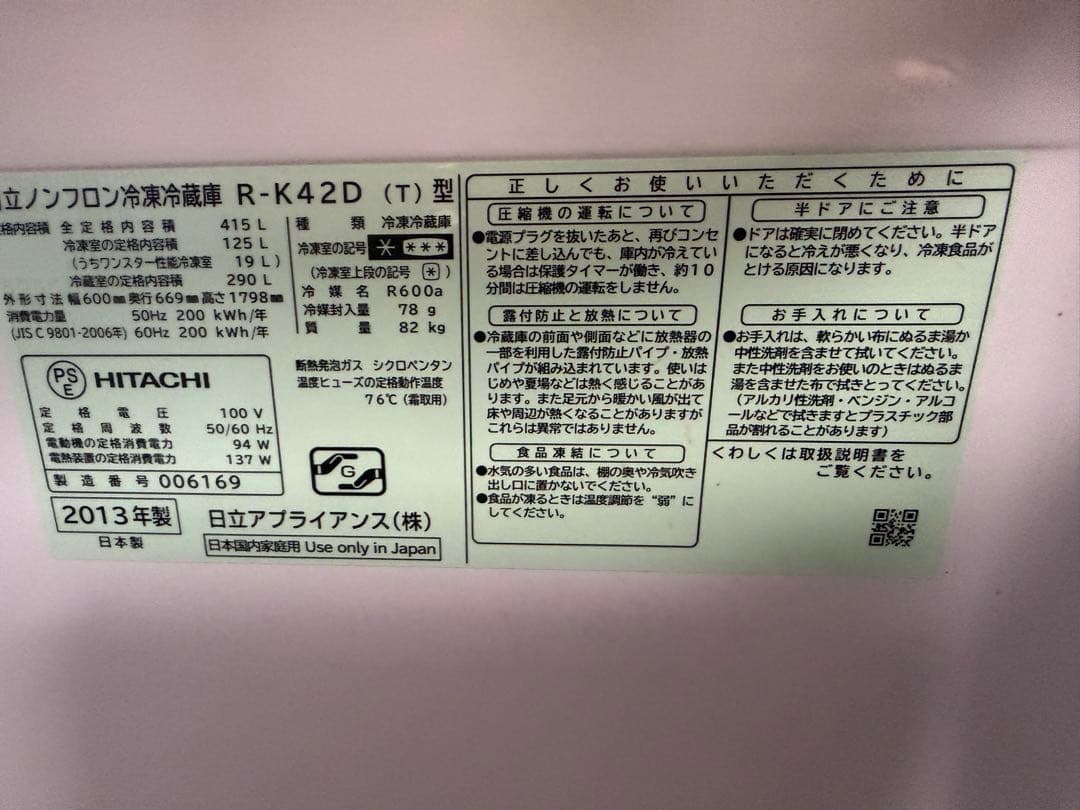 立ノンフロン冷凍冷蔵庫 R-K42D (T) 型
格内容積 全定格内容積 415 L
冷凍室の定格内容積 125 L
(うちワンスター性能冷凍室 19 L)
冷蔵室の定格内容積 290 L
外形寸法 幅600㎜奥行669㎜高さ1798㎜
消費電力量 50Hz 200 kWh/年
(JIS C 9801-2006年) 60Hz 200 kWh/年
種類 冷凍冷蔵庫
冷凍室の記号 * ***
(冷凍室上段の記号 *)
冷媒名 R600a
冷媒封入量 78 g
質量 82 kg
PSE HITACHI
定格電圧 100 V
定格周波数 50/60 Hz
電動機の定格消費電力 94 W
電熱装置の定格消費電力 137 W
製造番号 006169
断熱発泡ガス シクロペンタン
温度ヒューズの定格動作温度
76℃(霜取用)
G
2013年製
日本製
日立アプライアンス(株)
日本国内家庭用 Use only in Japan
正しくお使いいただくために
圧縮機の運転について
●電源プラグを抜いたあと、再びコンセ
ントに差し込んでも、庫内が冷えてい
る場合は保護タイマーが働き、約10
分間は圧縮機の運転をしません。
露付防止と放熱について
●冷蔵庫の前面や側面などに放熱器の
一部を利用した露付防止パイプ・放熱
パイプが組み込まれています。使いは
じめや夏場などは熱く感じることがあ
ります。また足元から暖かい風が出て
床や周辺が熱くなることがありますが
これらは異常ではありません。
食品凍結について
●水気の多い食品は、棚の奥や冷気吹き
出し口に置かないでください。
●食品が凍るときは温度調節を“弱”に
してください。
半ドアにご注意
●ドアは確実に閉めてください。半ドア
になると冷えが悪くなり、冷凍食品が
とける原因になります。
お手入れについて
●お手入れは、軟らかい布にぬるま湯か
中性洗剤を含ませて拭いてください。
また中性洗剤をお使いのときはぬるま
湯を含ませた布で拭きとってください。
(アルカリ性洗剤・ベンジン・アルコ
ールなどで拭きますとプラスチック部
品が割れることがあります)
くわしくは取扱説明書を
ご覧ください。